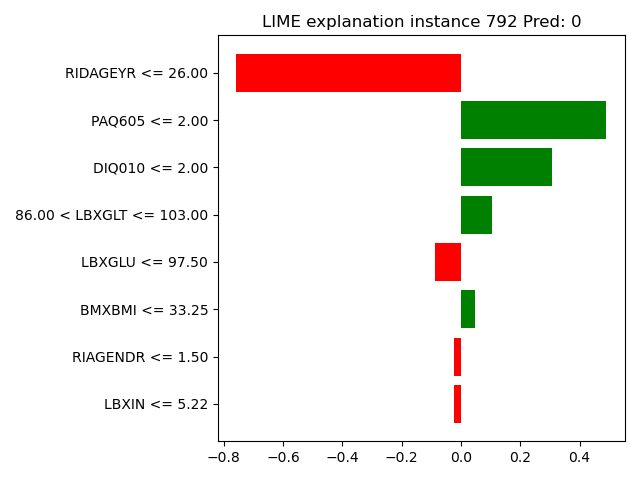 LIME explanation instance 792 Pred: 0
RIDAGEYR <= 26.00
PAQ605 <= 2.00
DIQ010 <= 2.00
86.00 < LBXGLT <= 103.00
LBXGLU <= 97.50
BMXBMI <= 33.25
RIAGENDR <= 1.50
LBXIN <= 5.22
−0.8 −0.6 −0.4 −0.2 0.0 0.2 0.4